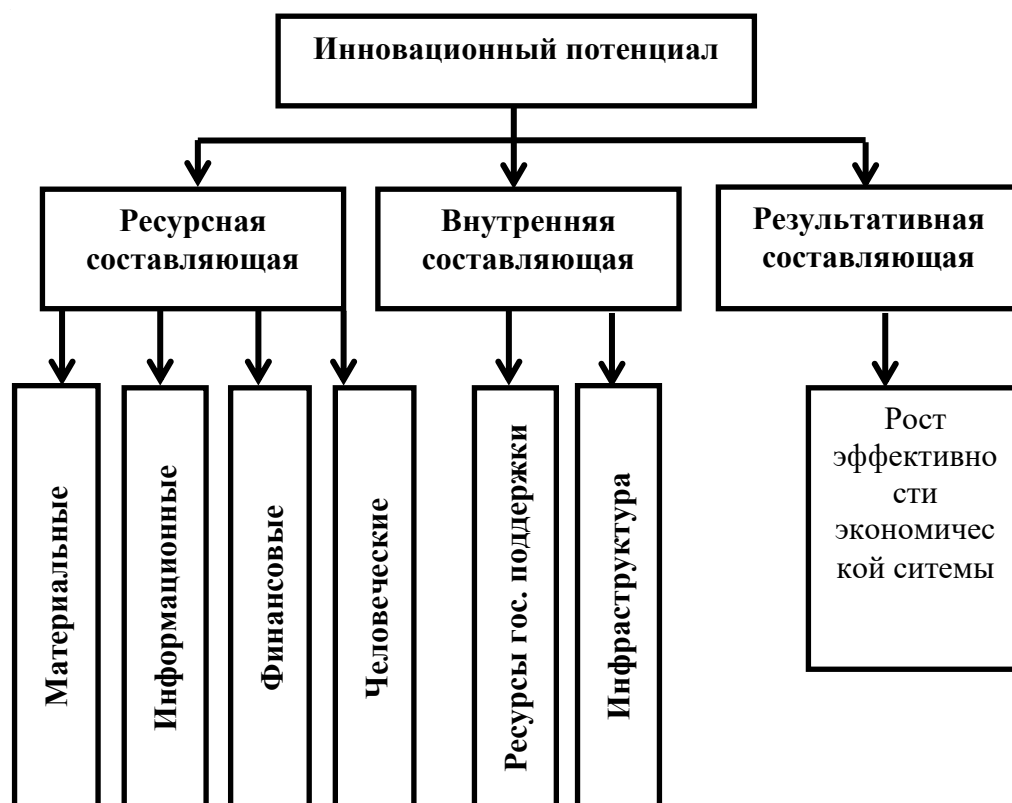 Инновационный потенциал
Ресурсная
составляющая
Внутренняя
составляющая
Результативная
составляющая
Материальные
Информационные
Финансовые
Человеческие
Ресурсы гос. поддержки
Инфраструктура
Рост
эффективно
сти
экономичес
кой ситемы